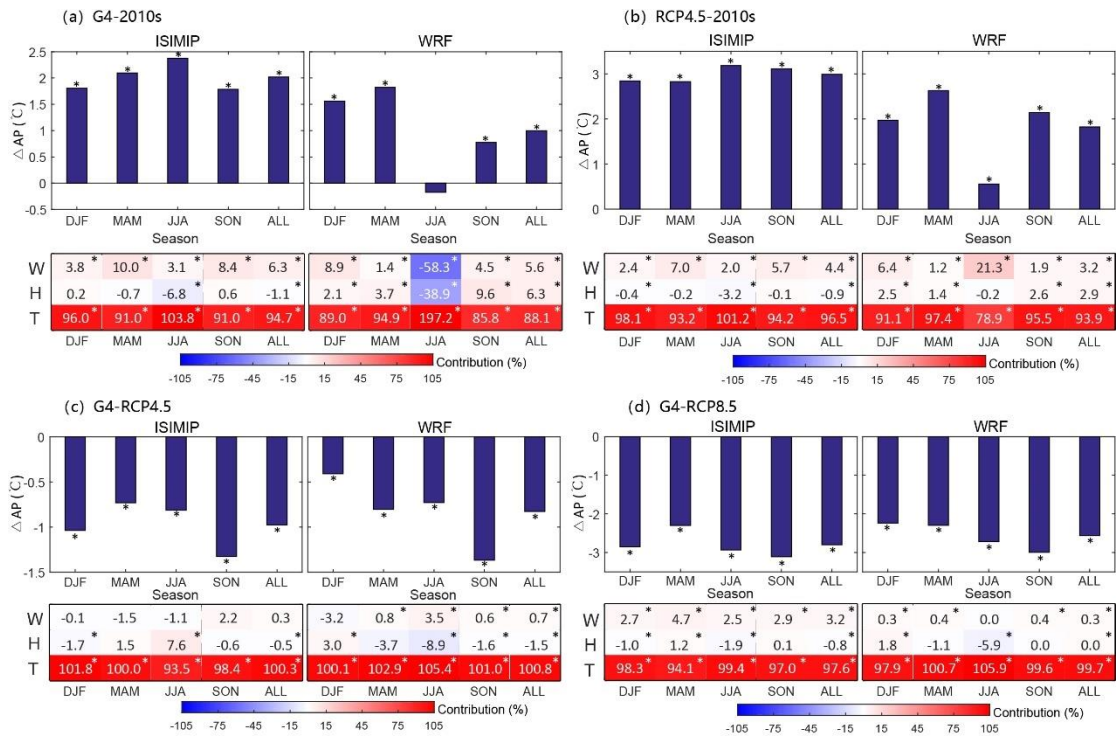 (a) G4-2010s
ISIMIP WRF
△AP(℃)
2.5
2
1.5
1
0.5
0
-0.5
* * * * * * * * *
DJF MAM JJA SON ALL DJF MAM JJA SON ALL
Season
W 3.8* 10.0* 3.1* 8.4* 6.3* 8.9* 1.4* -58.3* 4.5* 5.6*
H 0.2 -0.7 -6.8* 0.6 -1.1* 2.1* 3.7* -38.9* 9.6* 6.3*
T 96.0* 91.0* 103.8* 91.0* 94.7* 89.0* 94.9* 197.2* 85.8* 88.1*
DJF MAM JJA SON ALL DJF MAM JJA SON ALL
Contribution (%)
-105 -75 -45 -15 15 45 75 105
(b) RCP4.5-2010s
ISIMIP WRF
△AP(℃)
3
2
1
0
* * * * * * * * * *
DJF MAM JJA SON ALL DJF MAM JJA SON ALL
Season
W 2.4* 7.0* 2.0* 5.7* 4.4* 6.4* 1.2* 21.3* 1.9* 3.2*
H -0.4* -0.2 -3.2* -0.1 -0.9* 2.5* 1.4* -0.2 2.6* 2.9*
T 98.1* 93.2* 101.2* 94.2* 96.5* 91.1* 97.4* 78.9* 95.5* 93.9*
DJF MAM JJA SON ALL DJF MAM JJA SON ALL
Contribution (%)
-105 -75 -45 -15 15 45 75 105
(c) G4-RCP4.5
ISIMIP WRF
△AP(℃)
0
-0.5
-1
-1.5
* * * * * * * * * *
DJF MAM JJA SON ALL DJF MAM JJA SON ALL
Season
W -0.1 -1.5 -1.1 2.2 0.3 -3.2 0.8* 3.5* 0.6* 0.7*
H -1.7* 1.5 7.6* -0.6 -0.5* 3.0* -3.7* -8.9* -1.6* -1.5*
T 101.8* 100.0* 93.5* 98.4* 100.3* 100.1* 102.9* 105.4* 101.0* 100.8*
DJF MAM JJA SON ALL DJF MAM JJA SON ALL
Contribution (%)
-105 -75 -45 -15 15 45 75 105
(d) G4-RCP8.5
ISIMIP WRF
△AP(℃)
0
-1
-2
-3
* * * * * * * * * *
DJF MAM JJA SON ALL DJF MAM JJA SON ALL
Season
W 2.7* 4.7* 2.5* 2.9* 3.2* 0.3* 0.4* 0.0 0.4* 0.3*
H -1.0* 1.2* -1.9* 0.1 -0.8* 1.8* -1.1 -5.9* 0.0 0.0
T 98.3* 94.1* 99.4* 97.0* 97.6* 97.9* 100.7* 105.9* 99.6* 99.7*
DJF MAM JJA SON ALL DJF MAM JJA SON ALL
Contribution (%)
-105 -75 -45 -15 15 45 75 105